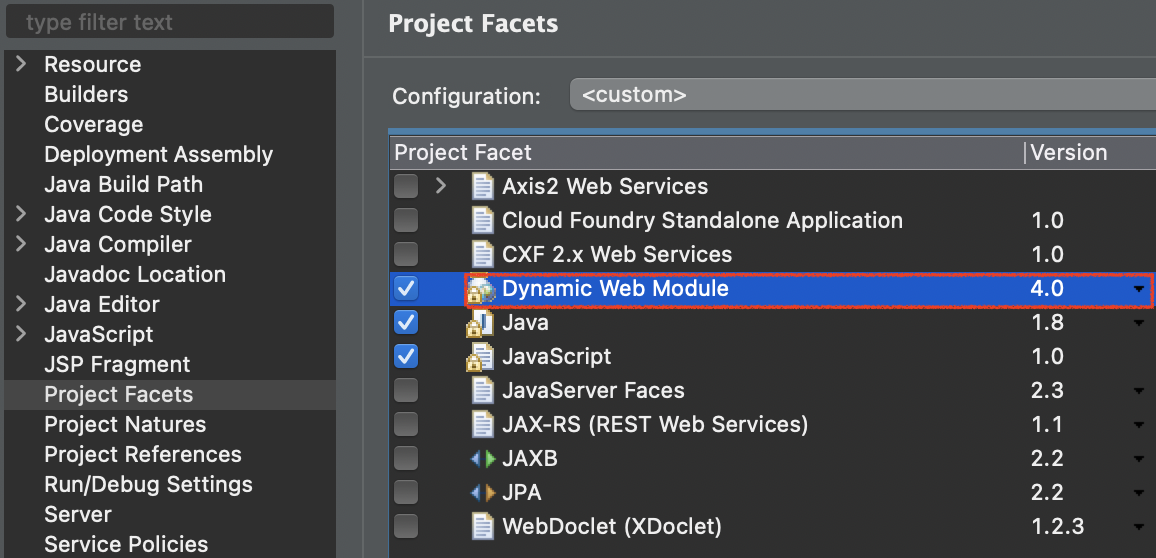 type filter text
Resource
Builders
Coverage
Deployment Assembly
Java Build Path
Java Code Style
Java Compiler
Javadoc Location
Java Editor
JavaScript
JSP Fragment
Project Facets
Project Natures
Project References
Run/Debug Settings
Server
Service Policies
Project Facets
Configuration: <custom>
Project Facet Version
Axis2 Web Services
Cloud Foundry Standalone Application 1.0
CXF 2.x Web Services 1.0
Dynamic Web Module 4.0
Java 1.8
JavaScript 1.0
JavaServer Faces 2.3
JAX-RS (REST Web Services) 1.1
JAXB 2.2
JPA 2.2
WebDoclet (XDoclet) 1.2.3